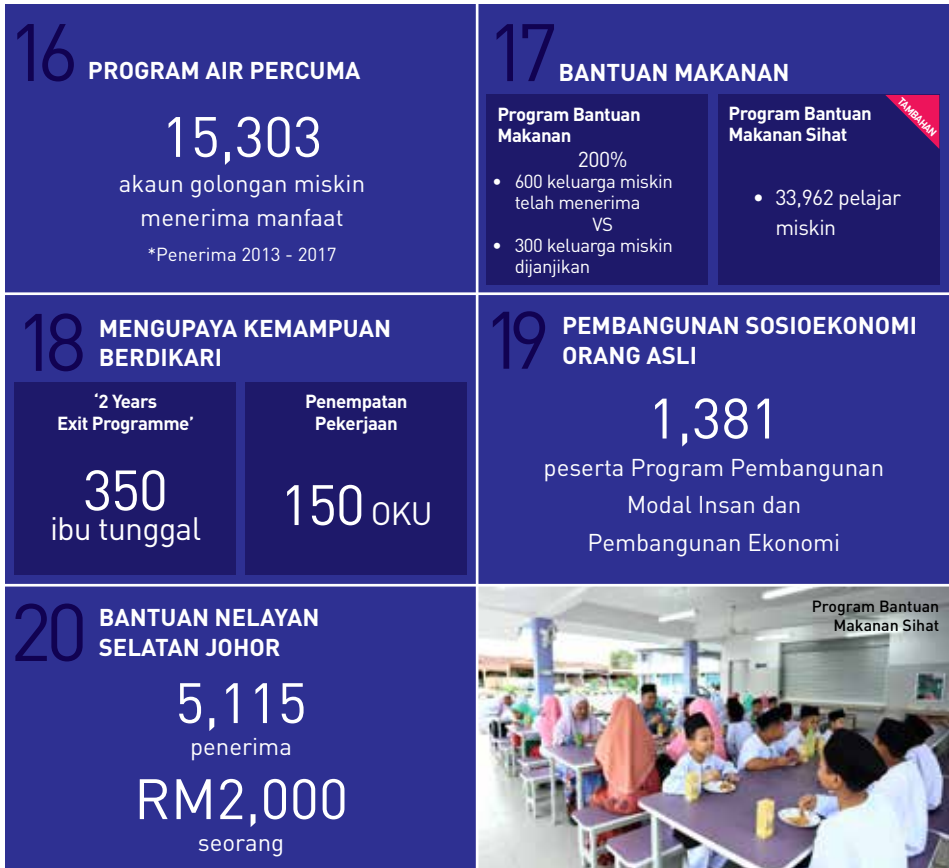 16 PROGRAM AIR PERCUMA
15,303
akaun golongan miskin
menerima manfaat
*Penerima 2013 - 2017
17 BANTUAN MAKANAN
Program Bantuan
Makanan
200%
• 600 keluarga miskin
telah menerima
VS
• 300 keluarga miskin
dijanjikan
Program Bantuan
Makanan Sihat
TAMBAHAN
• 33,962 pelajar
miskin
18 MENGUPAYA KEMAMPUAN
BERDIKARI
‘2 Years
Exit Programme’
350
ibu tunggal
Penempatan
Pekerjaan
150 OKU
19 PEMBANGUNAN SOSIOEKONOMI
ORANG ASLI
1,381
peserta Program Pembangunan
Modal Insan dan
Pembangunan Ekonomi
20 BANTUAN NELAYAN
SELATAN JOHOR
5,115
penerima
RM2,000
seorang
Program Bantuan
Makanan Sihat